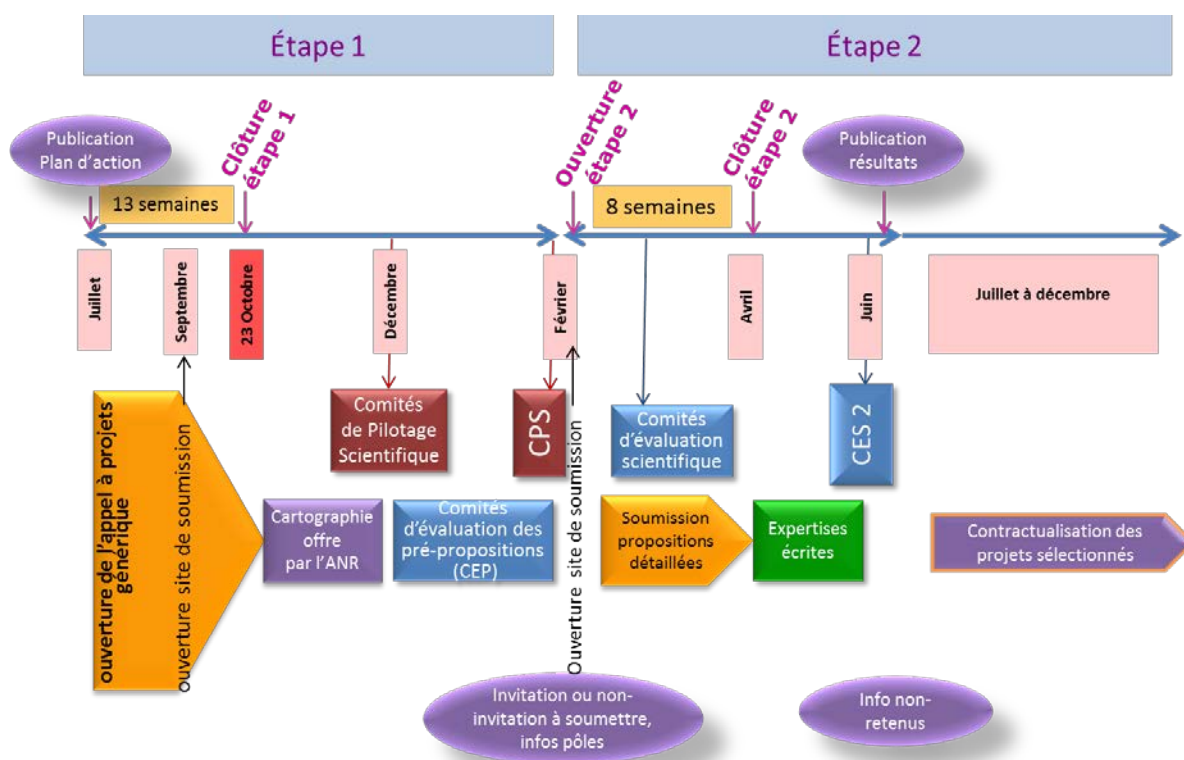 Étape 1
Étape 2
Publication
Plan d'action
Clôture
étape 1
Ouverture
étape 2
Clôture
étape 2
Publication
résultats
13 semaines
8 semaines
Juillet
Septembre
23 Octobre
Décembre
Février
Avril
Juin
Juillet à décembre
ouverture de l'appel à projets
générique
ouverture site de soumission
Comités
de Pilotage
Scientifique
CPS
Ouverture site de soumission
Comités
d'évaluation
scientifique
CES 2
Cartographie
offre
par l'ANR
Comités
d'évaluation des
pré-propositions
(CEP)
Soumission
propositions
détaillées
Expertises
écrites
Contractualisation des
projets sélectionnés
Invitation ou non-
invitation à soumettre,
infos pôles
Info non-
retenus